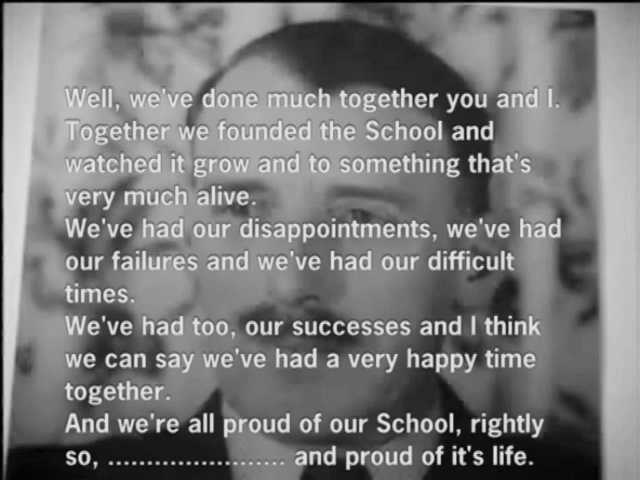 Well, we've done much together you and I.
Together we founded the School and
watched it grow and to something that's
very much alive.
We've had our disappointments, we've had
our failures and we've had our difficult
times.
We've had too, our successes and I think
we can say we've had a very happy time
together.
And we're all proud of our School, rightly
so, ....................... and proud of it's life.